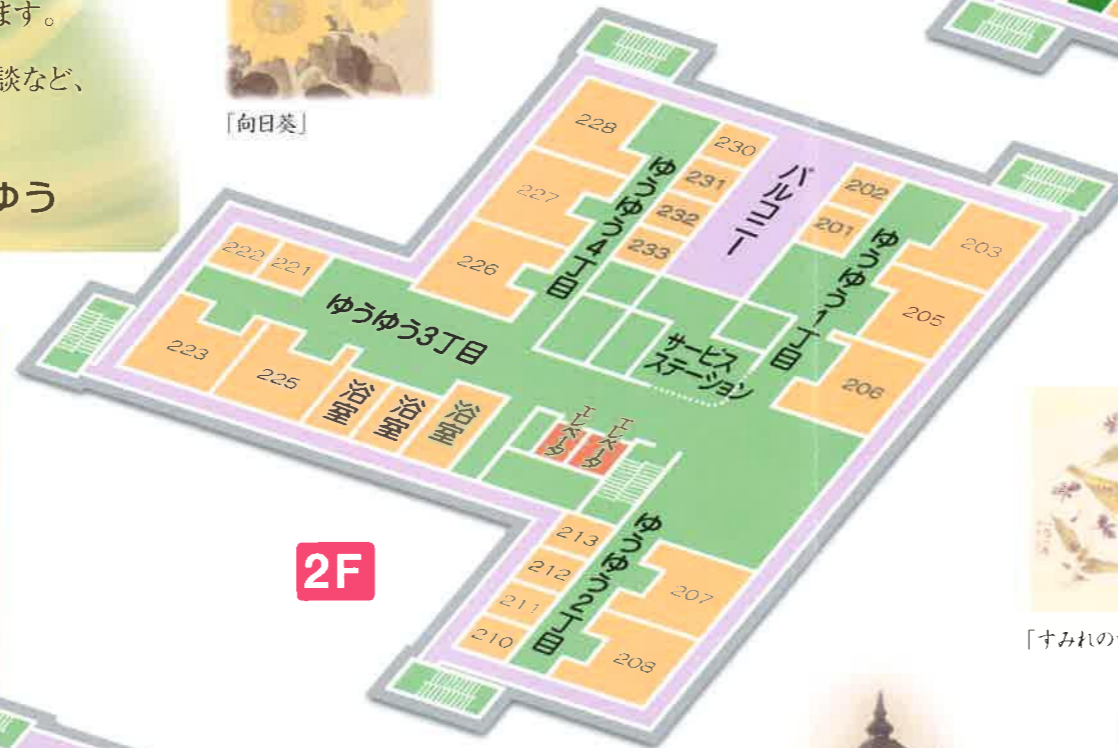 ます。
談など、
ゆう
「向日葵」
228
227
226
ゆうゆう4丁目
230
231
232
233
バルコニー
202
201
ゆうゆう1丁目
203
205
206
222
221
ゆうゆう3丁目
223
225
浴室
浴室
浴室
サービス
ステーション
エレベータ
エレベータ
2F
213
212
211
210
ゆうゆう2丁目
207
208
「すみれの